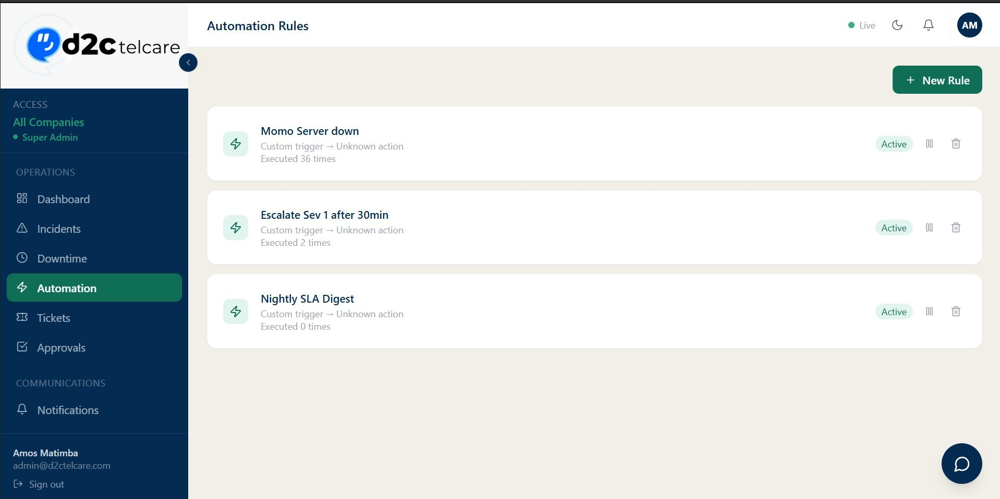 d2c telcare
ACCESS
All Companies
Super Admin
OPERATIONS
Dashboard
Incidents
Downtime
Automation
Tickets
Approvals
COMMUNICATIONS
Notifications
Amos Matimba
admin@d2ctelcare.com
Sign out
Automation Rules
Live
AM
+ New Rule
Momo Server down
Custom trigger → Unknown action
Executed 36 times
Active
Escalate Sev 1 after 30min
Custom trigger → Unknown action
Executed 2 times
Active
Nightly SLA Digest
Custom trigger → Unknown action
Executed 0 times
Active